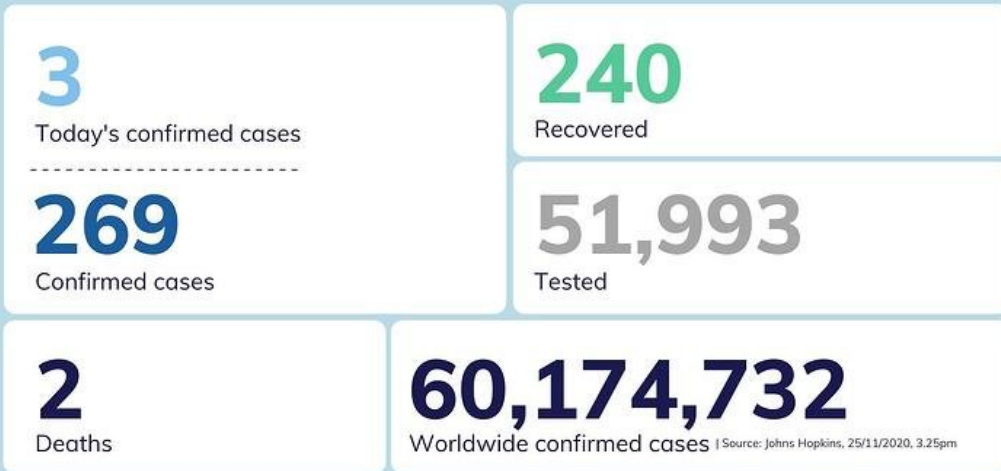 3
Today's confirmed cases
269
Confirmed cases
240
Recovered
51,993
Tested
2
Deaths
60,174,732
Worldwide confirmed cases | Source: Johns Hopkins, 25/11/2020, 3.25pm